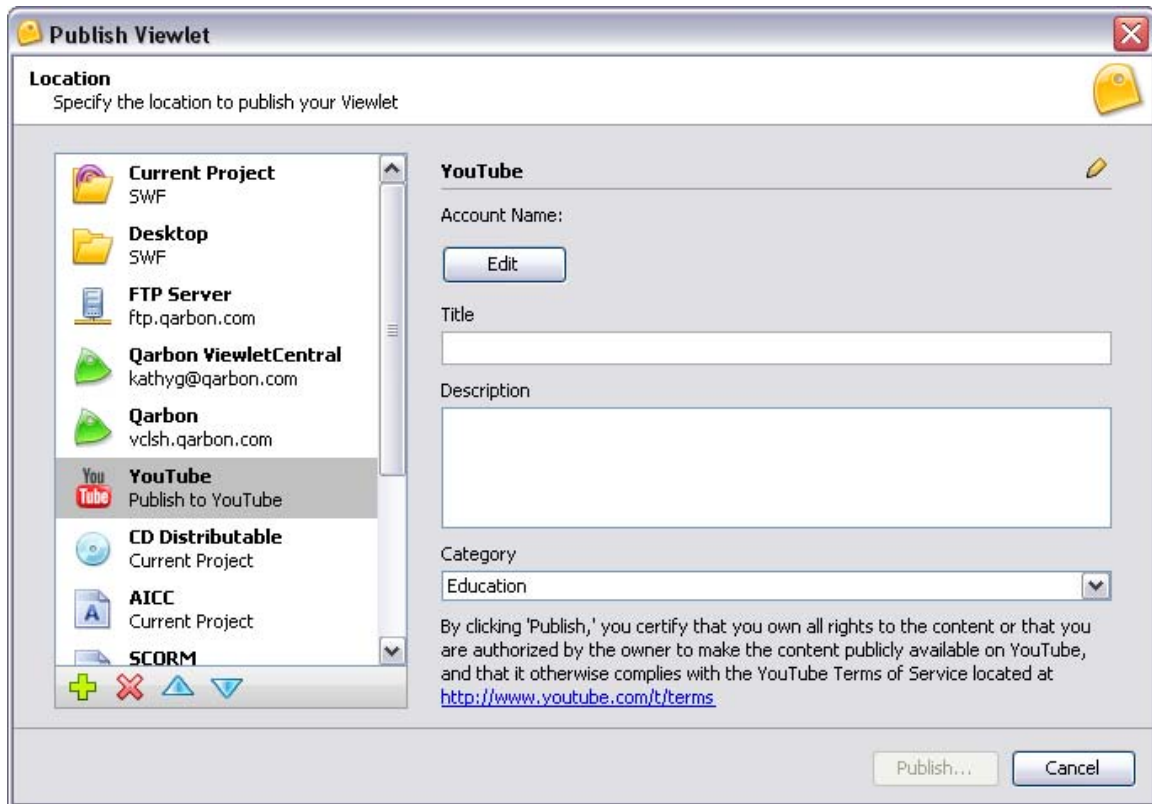 Publish Viewlet
Location
Specify the location to publish your Viewlet
Current Project
SWF
Desktop
SWF
FTP Server
ftp.qarbon.com
Qarbon ViewletCentral
kathyg@qarbon.com
Qarbon
vclsh.qarbon.com
You
Tube
YouTube
Publish to YouTube
CD Distributable
Current Project
A
AICC
Current Project
SCORM
YouTube
Account Name:
Edit
Title
Description
Category
Education
By clicking 'Publish,' you certify that you own all rights to the content or that you
are authorized by the owner to make the content publicly available on YouTube,
and that it otherwise complies with the YouTube Terms of Service located at
http://www.youtube.com/t/terms
Publish...
Cancel